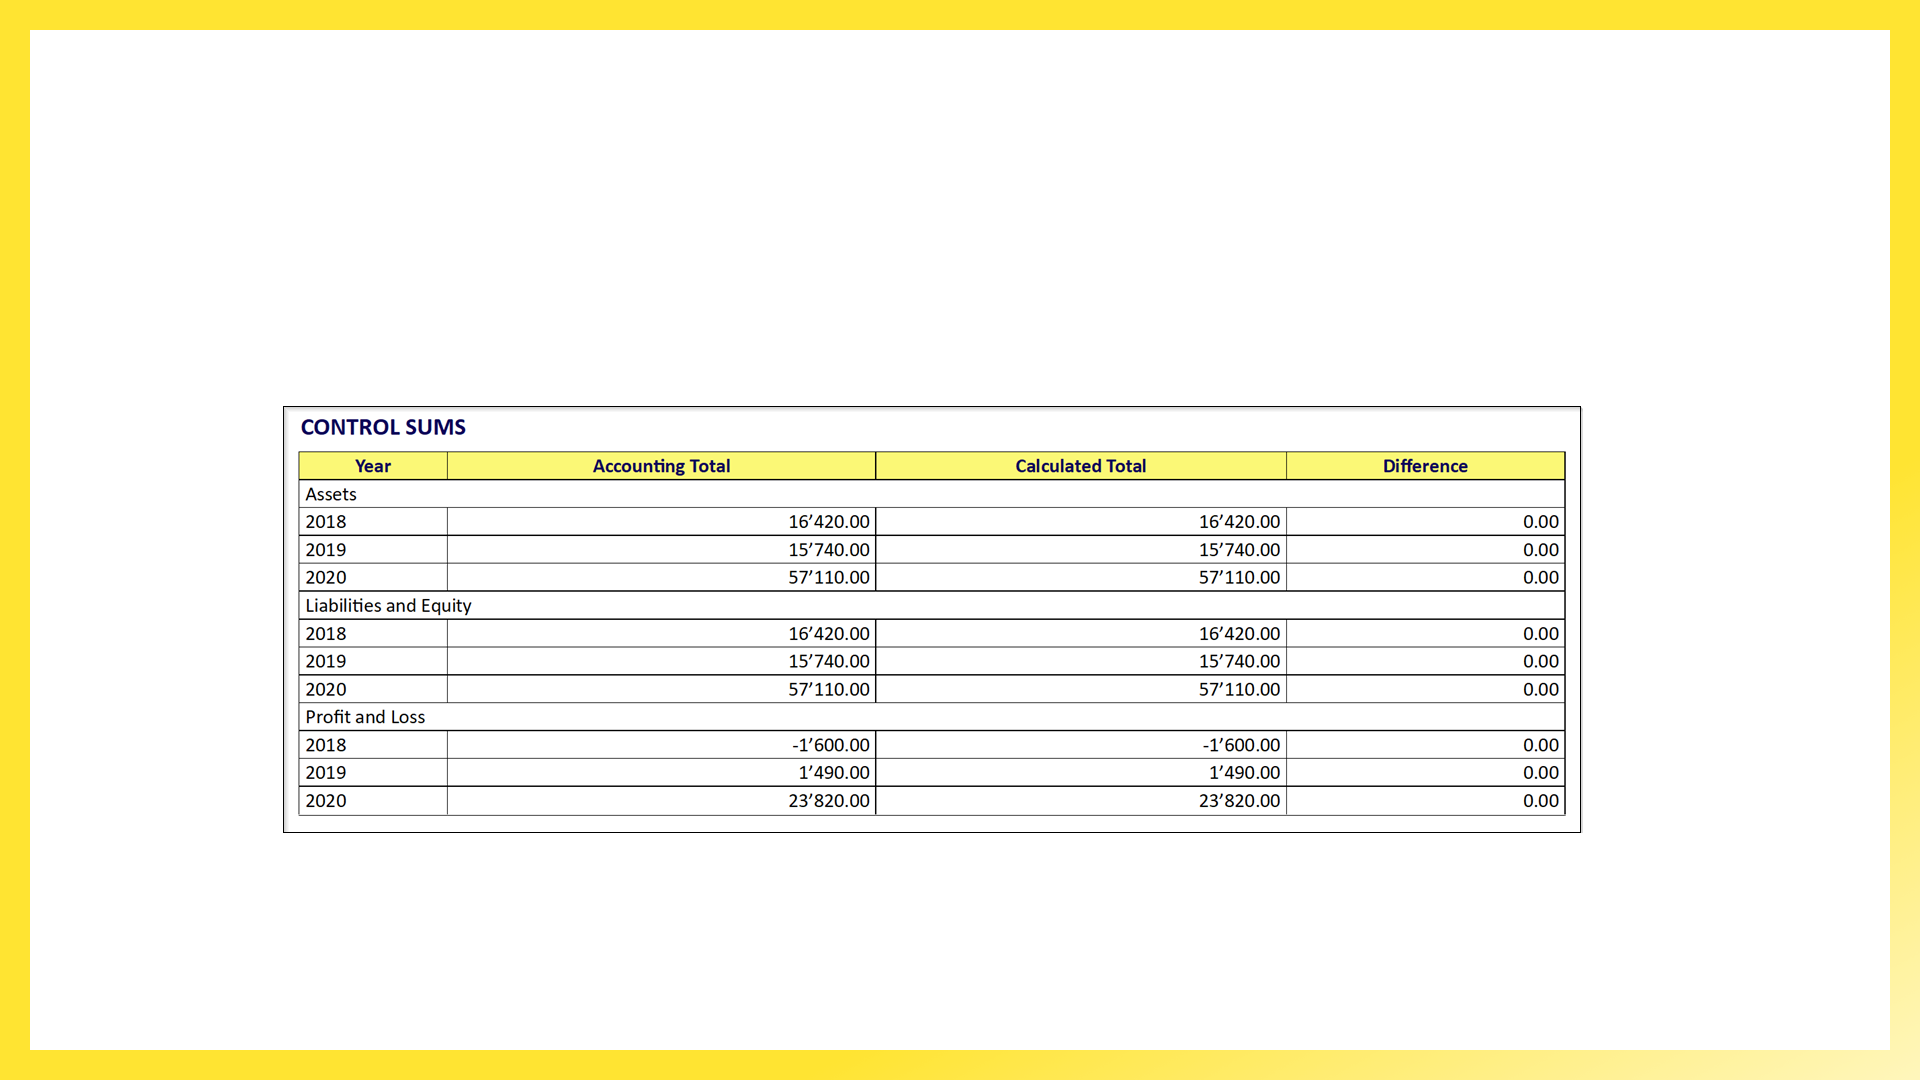 CONTROL SUMS
Year Accounting Total Calculated Total Difference
Assets
2018 16’420.00 16’420.00 0.00
2019 15’740.00 15’740.00 0.00
2020 57’110.00 57’110.00 0.00
Liabilities and Equity
2018 16’420.00 16’420.00 0.00
2019 15’740.00 15’740.00 0.00
2020 57’110.00 57’110.00 0.00
Profit and Loss
2018 -1’600.00 -1’600.00 0.00
2019 1’490.00 1’490.00 0.00
2020 23’820.00 23’820.00 0.00